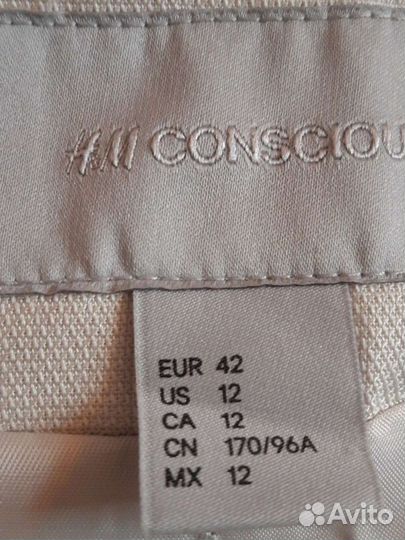 H&M CONSCIOU
EUR 42
US 12
CA 12
CN 170/96A
MX 12
Avito